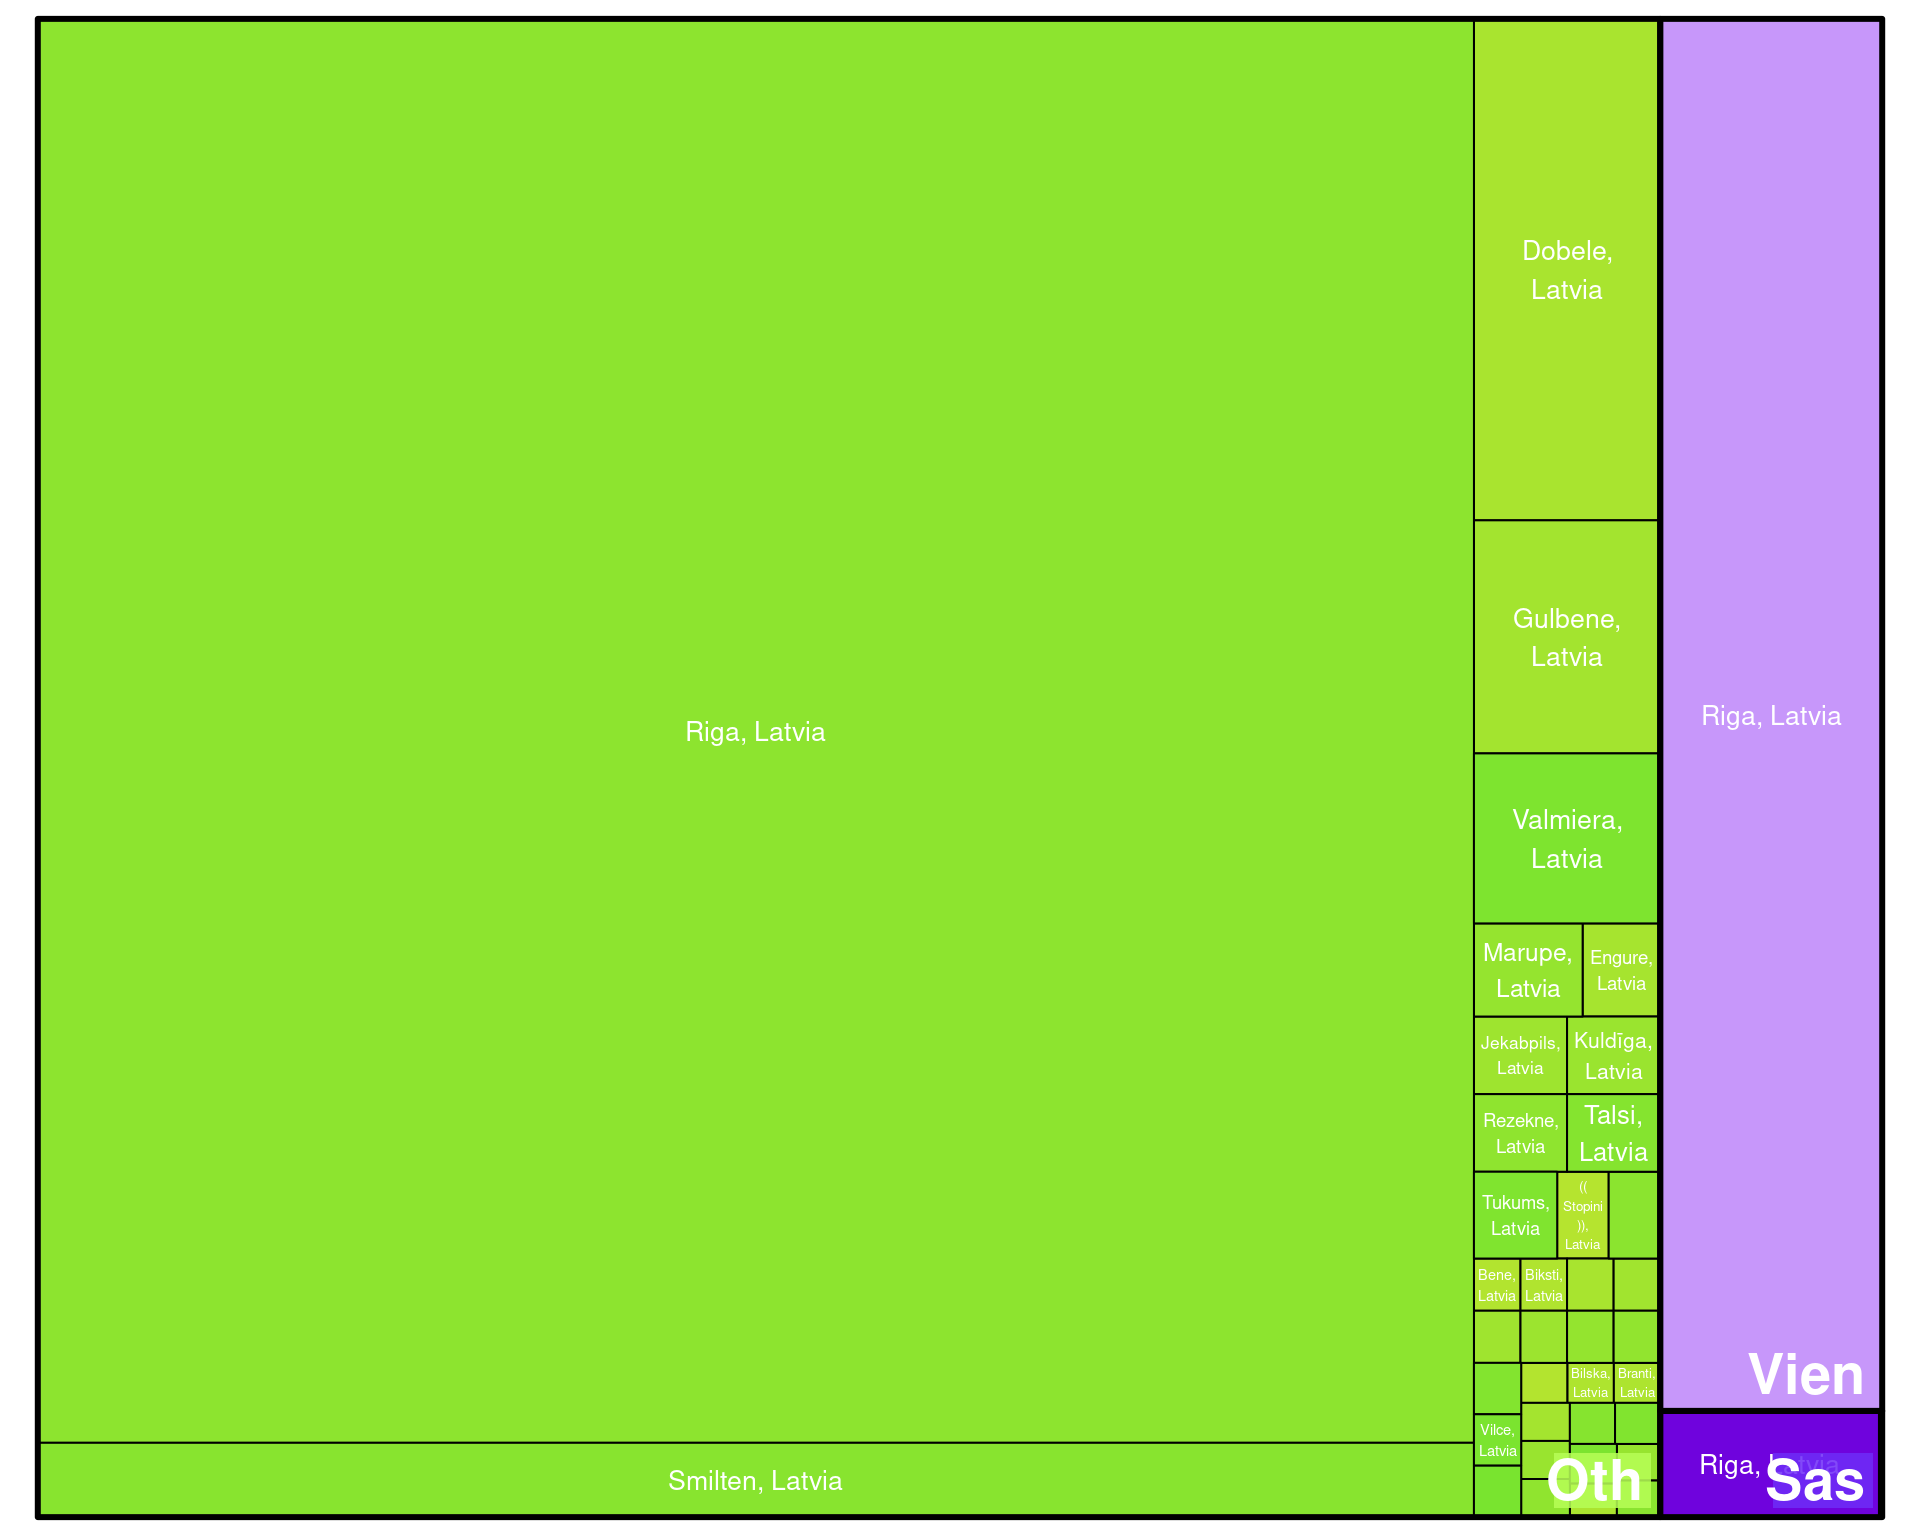 Riga, Latvia
Smilten, Latvia
Dobele,
Latvia
Gulbene,
Latvia
Valmiera,
Latvia
Marupe,
Latvia
Engure,
Latvia
Jekabpils,
Latvia
Kuldīga,
Latvia
Rezekne,
Latvia
Talsi,
Latvia
Tukums,
Latvia
((
Stopini
)),
Latvia
Bene,
Latvia
Biksti,
Latvia
Bilska,
Latvia
Branti,
Latvia
Vilce,
Latvia
Oth
Riga, Latvia
Vien
Riga, Latvia
Sas